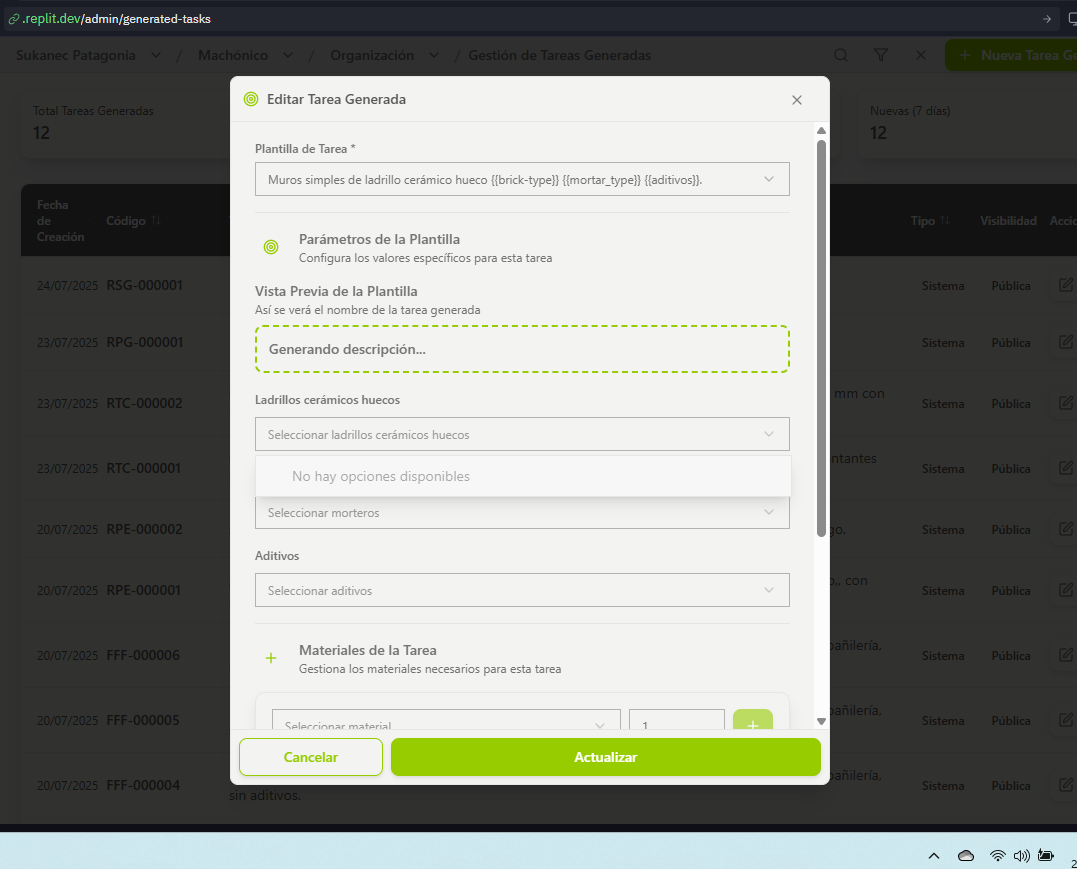 .replit.dev/admin/generated-tasks
Sukanec Patagonia / Machónico / Organización / Gestión de Tareas Generadas
+ Nueva Tarea Ge
Total Tareas Generadas
12
Nuevas (7 días)
12
Editar Tarea Generada
Plantilla de Tarea *
Muros simples de ladrillo cerámico hueco {{brick-type}} {{mortar_type}} {{aditivos}}.
Parámetros de la Plantilla
Configura los valores específicos para esta tarea
Vista Previa de la Plantilla
Así se verá el nombre de la tarea generada
Generando descripción...
Ladrillos cerámicos huecos
Seleccionar ladrillos cerámicos huecos
No hay opciones disponibles
Seleccionar morteros
Aditivos
Seleccionar aditivos
+ Materiales de la Tarea
Gestiona los materiales necesarios para esta tarea
Seleccionar material
1
+
Cancelar
Actualizar
Fecha de Creación
Código
Tipo
Visibilidad
Accio
24/07/2025 RSG-000001 Sistema Pública
23/07/2025 RPG-000001 Sistema Pública
23/07/2025 RTC-000002 mm con Sistema Pública
23/07/2025 RTC-000001 ntantes Sistema Pública
20/07/2025 RPE-000002 go. Sistema Pública
20/07/2025 RPE-000001 o., con Sistema Pública
20/07/2025 FFF-000006 bañilería, Sistema Pública
20/07/2025 FFF-000005 bañilería, Sistema Pública
20/07/2025 FFF-000004 bañilería, Sistema Pública
sin aditivos.
2